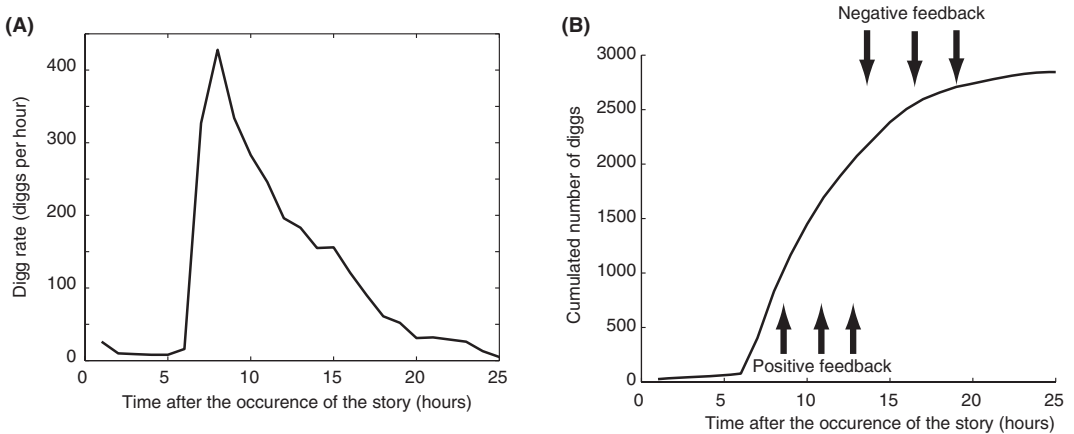 (A)
400
300
200
100
0
Digg rate (diggs per hour)
0 5 10 15 20 25
Time after the occurence of the story (hours)
(B)
Negative feedback
3000
2500
2000
1500
1000
500
0
Cumulated number of diggs
Positive feedback
0 5 10 15 20 25
Time after the occurence of the story (hours)